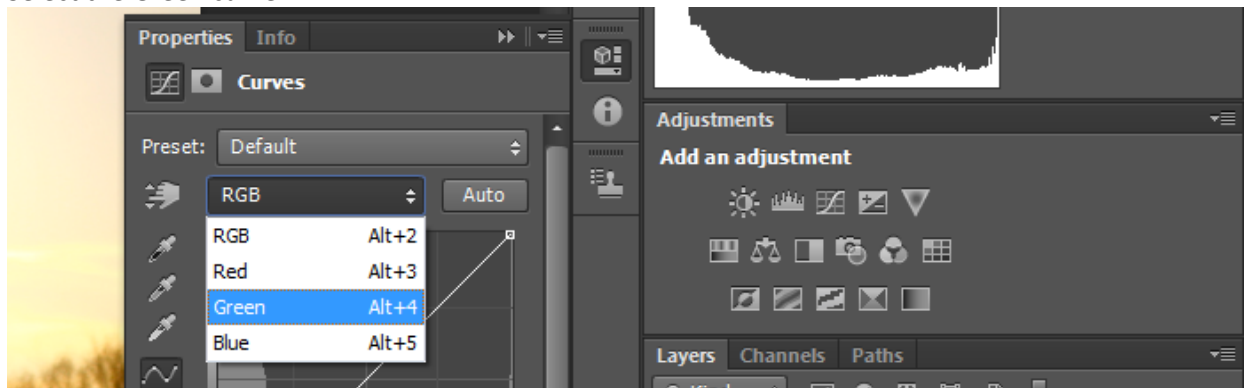 Properties Info
Curves
Preset: Default
RGB Auto
RGB Alt+2
Red Alt+3
Green Alt+4
Blue Alt+5
Adjustments
Add an adjustment
Layers Channels Paths